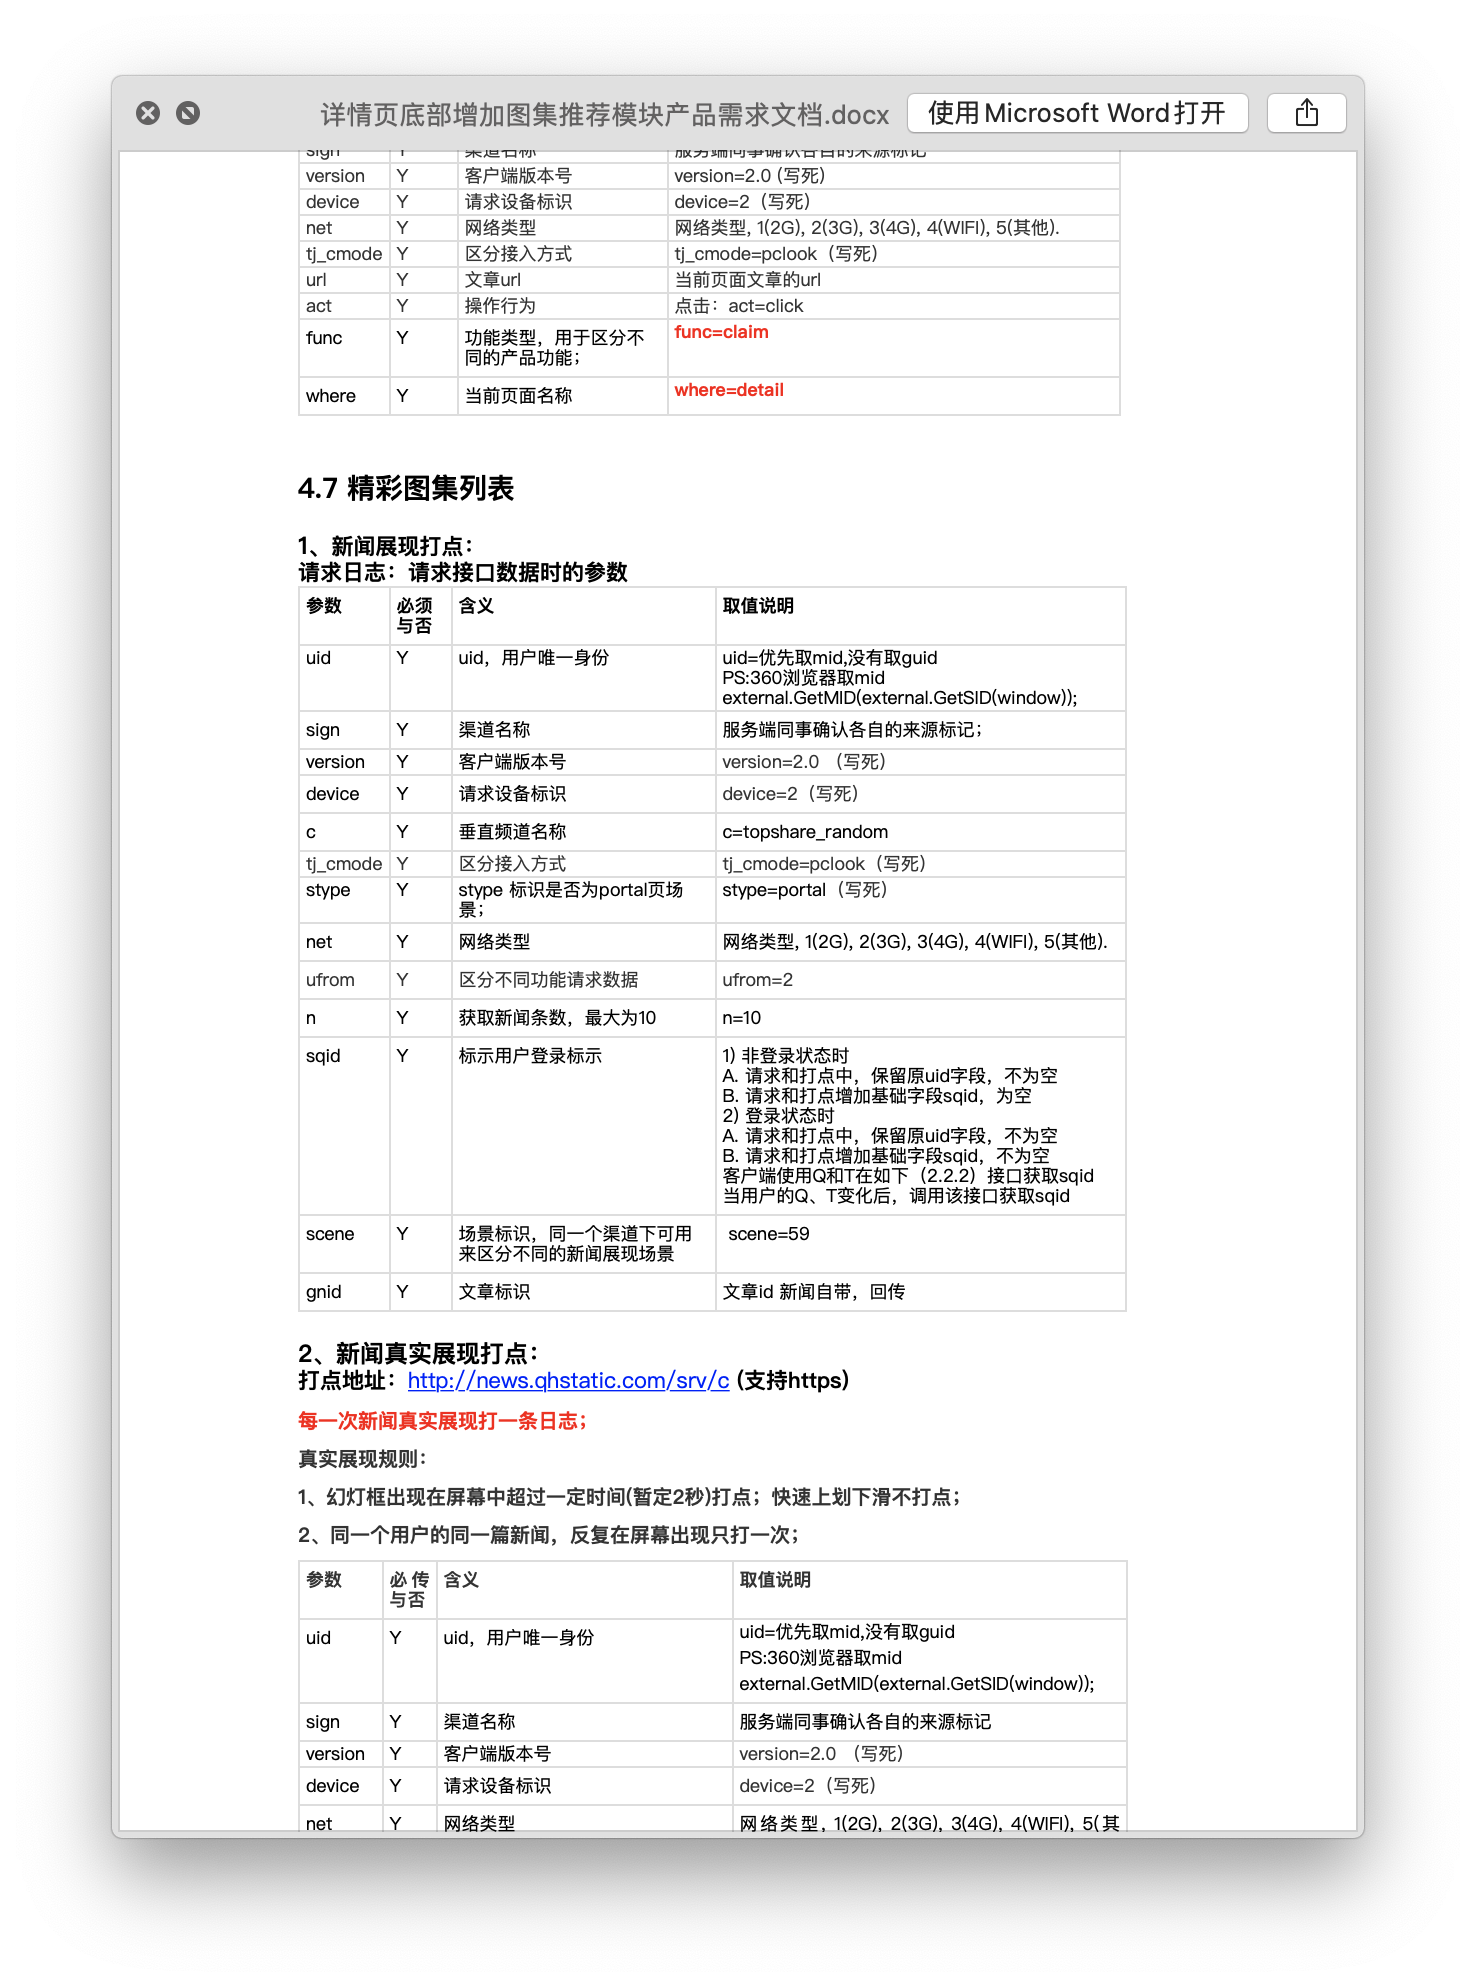 详情页底部增加图集推荐模块产品需求文档.docx 使用Microsoft Word打开
sign Y 渠道名称 服务端同事确认各自的来源标记
version Y 客户端版本号 version=2.0 (写死)
device Y 请求设备标识 device=2（写死）
net Y 网络类型 网络类型, 1(2G), 2(3G), 3(4G), 4(WIFI), 5(其他).
tj_cmode Y 区分接入方式 tj_cmode=pclook（写死）
url Y 文章url 当前页面文章的url
act Y 操作行为 点击：act=click
func Y 功能类型，用于区分不 func=claim
同的产品功能；
where Y 当前页面名称 where=detail
4.7 精彩图集列表
1、新闻展现打点：
请求日志：请求接口数据时的参数
参数 必须 含义 取值说明
与否
uid Y uid，用户唯一身份 uid=优先取mid,没有取guid
PS:360浏览器取mid
external.GetMID(external.GetSID(window));
sign Y 渠道名称 服务端同事确认各自的来源标记；
version Y 客户端版本号 version=2.0 （写死）
device Y 请求设备标识 device=2（写死）
c Y 垂直频道名称 c=topshare_random
tj_cmode Y 区分接入方式 tj_cmode=pclook（写死）
stype Y stype 标识是否为portal页场 stype=portal（写死）
景；
net Y 网络类型 网络类型, 1(2G), 2(3G), 3(4G), 4(WIFI), 5(其他).
ufrom Y 区分不同功能请求数据 ufrom=2
n Y 获取新闻条数，最大为10 n=10
sqid Y 标示用户登录标示 1) 非登录状态时
A. 请求和打点中，保留原uid字段，不为空
B. 请求和打点增加基础字段sqid，为空
2) 登录状态时
A. 请求和打点中，保留原uid字段，不为空
B. 请求和打点增加基础字段sqid，不为空
客户端使用Q和T在如下（2.2.2）接口获取sqid
当用户的Q、T变化后，调用该接口获取sqid
scene Y 场景标识，同一个渠道下可用 scene=59
来区分不同的新闻展现场景
gnid Y 文章标识 文章id 新闻自带，回传
2、新闻真实展现打点：
打点地址：http://news.qhstatic.com/srv/c (支持https)
每一次新闻真实展现打一条日志；
真实展现规则：
1、幻灯框出现在屏幕中超过一定时间(暂定2秒)打点；快速上划下滑不打点；
2、同一个用户的同一篇新闻，反复在屏幕出现只打一次；
参数 必 传 含义 取值说明
与否
uid Y uid，用户唯一身份 uid=优先取mid,没有取guid
PS:360浏览器取mid
external.GetMID(external.GetSID(window));
sign Y 渠道名称 服务端同事确认各自的来源标记
version Y 客户端版本号 version=2.0 （写死）
device Y 请求设备标识 device=2（写死）
net Y 网络类型 网络类型, 1(2G), 2(3G), 3(4G), 4(WIFI), 5(其